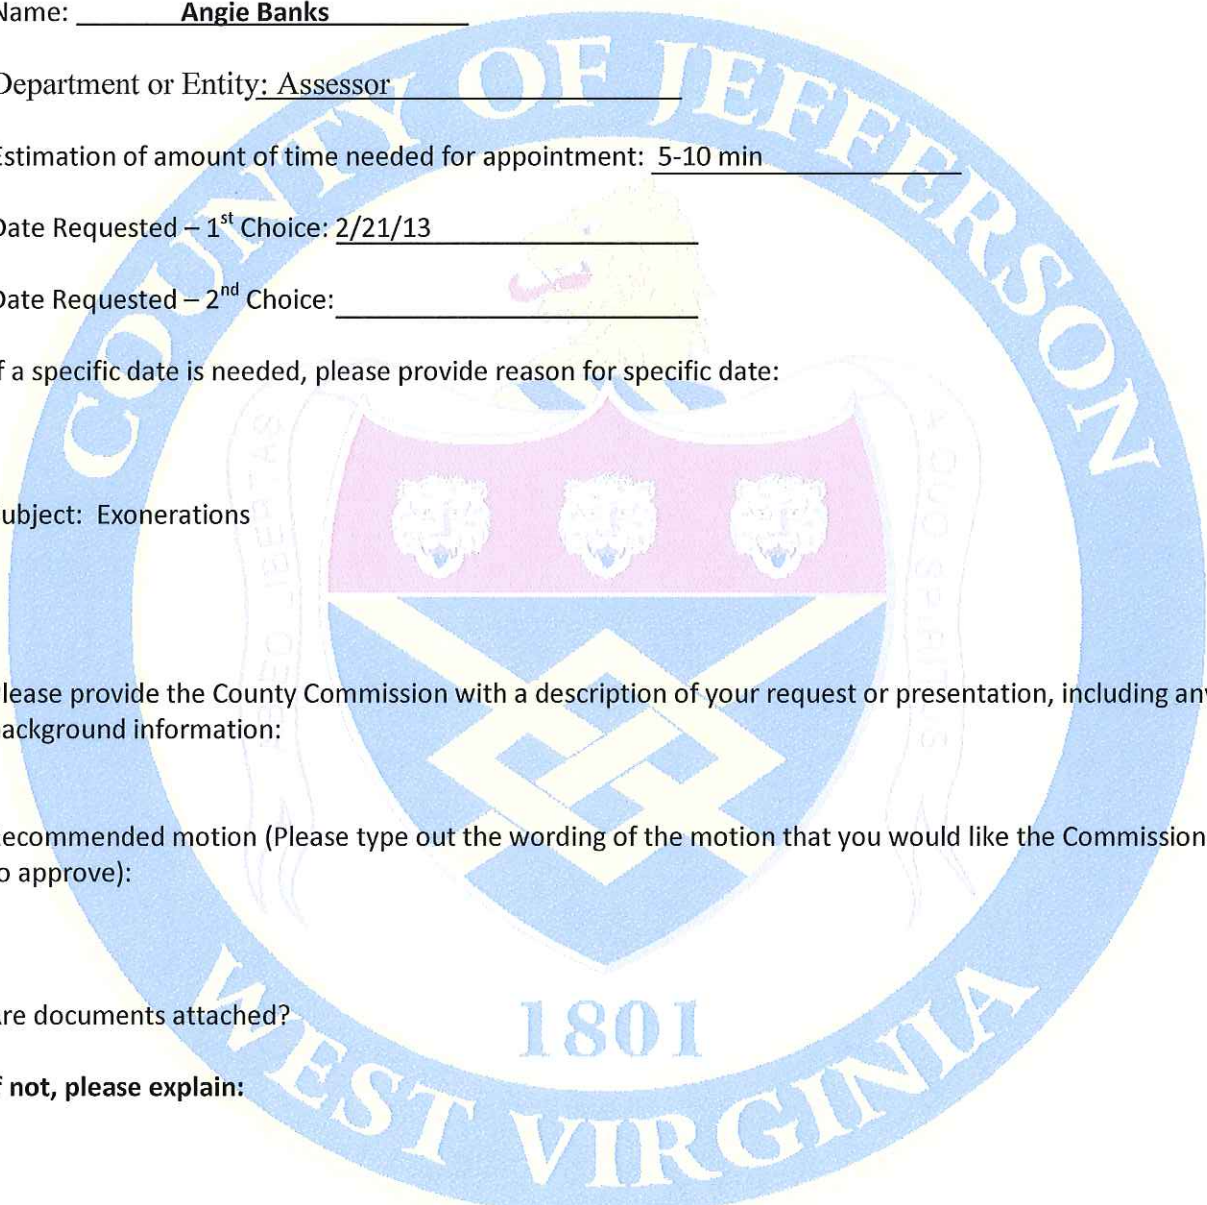 Name: Angie Banks
Department or Entity: Assessor
Estimation of amount of time needed for appointment: 5-10 min
Date Requested – 1st Choice: 2/21/13
Date Requested – 2nd Choice:
If a specific date is needed, please provide reason for specific date:
Subject: Exonerations
Please provide the County Commission with a description of your request or presentation, including any
background information:
Recommended motion (Please type out the wording of the motion that you would like the Commission
to approve):
Are documents attached?
If not, please explain:
COUNTY OF JEFFERSON
1801
WEST VIRGINIA